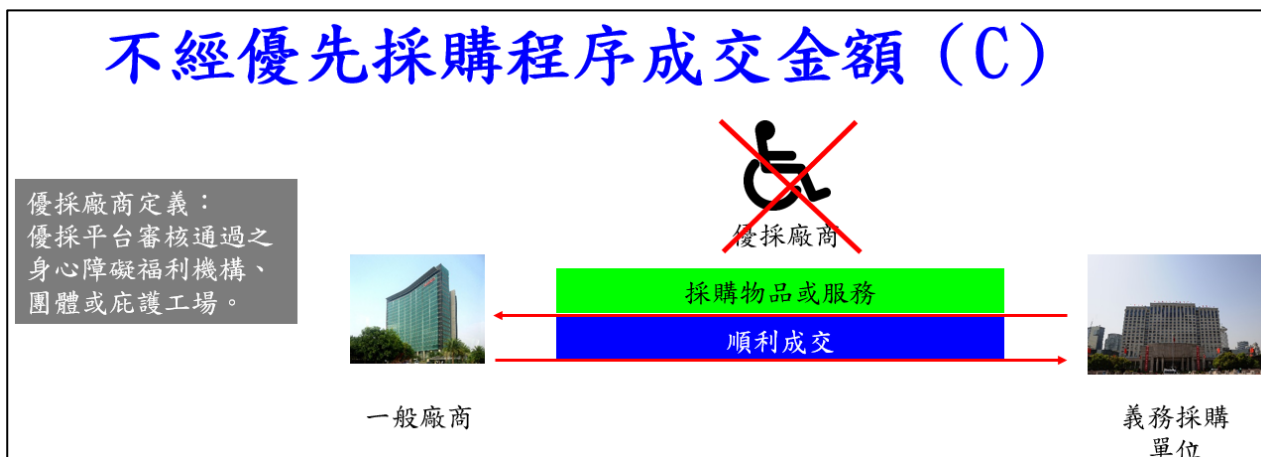 不經優先採購程序成交金額（C）
優採廠商定義：
優採平台審核通過之
身心障礙福利機構、
團體或庇護工場。
優採廠商
採購物品或服務
順利成交
一般廠商
義務採購
單位